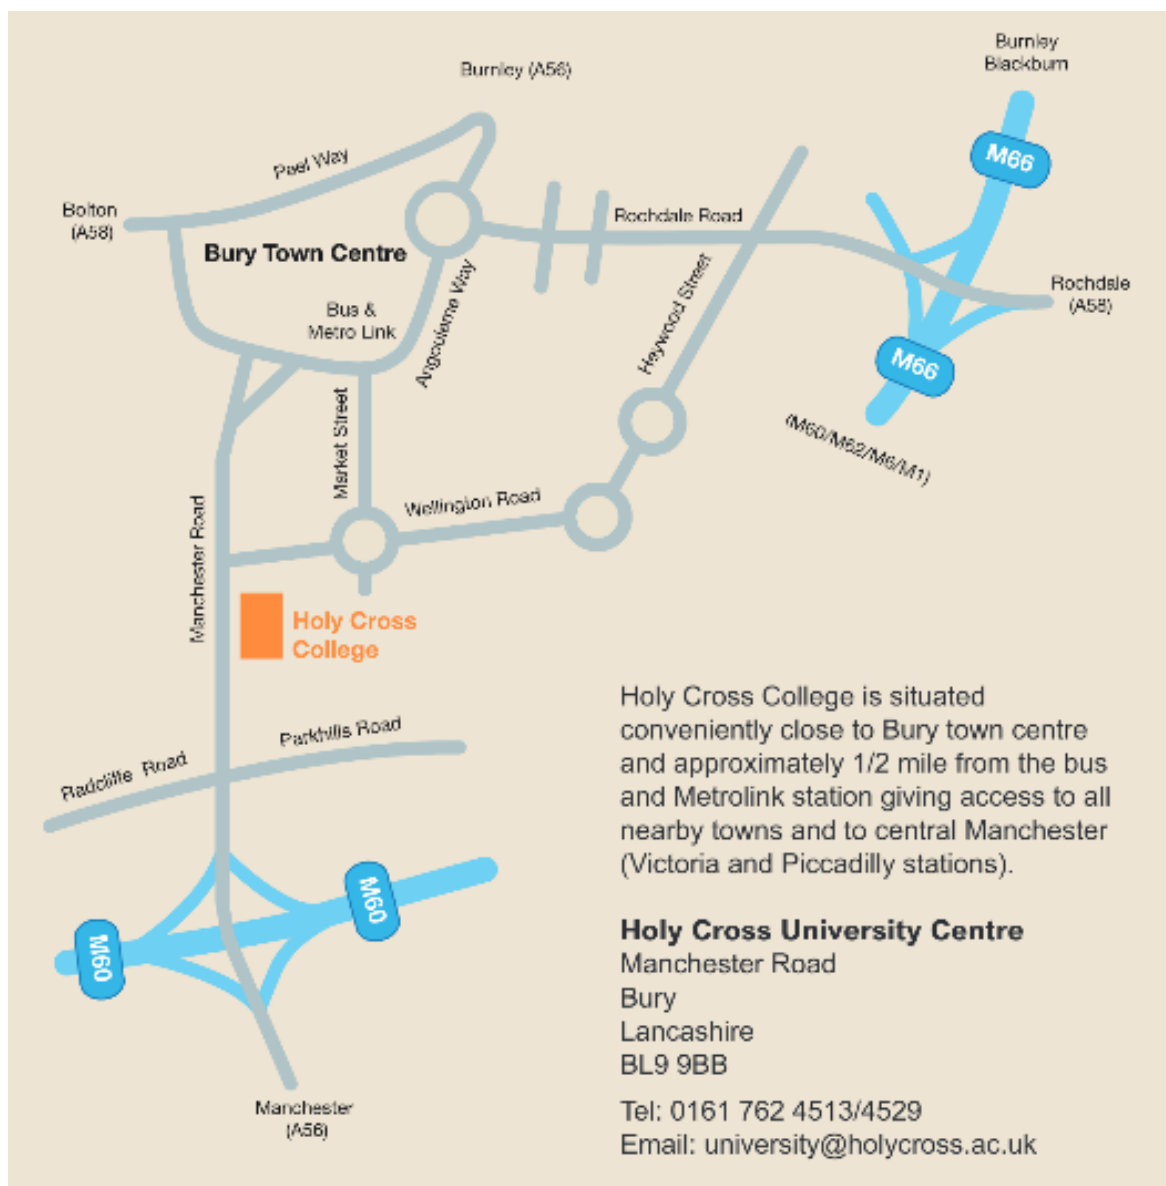 Burnley
Blackburn
Burnley (A56)
M66
Peel Way
Bolton
(A58)
Rochdale Road
Bury Town Centre
Rochdale
(A58)
Bus &
Metro Link
Angouleme Way
Heywood Street
M66
(M60/M62/M6/M1)
Market Street
Wellington Road
Manchester Road
Holy Cross
College
Radcliffe Road
Parkhills Road
M60
M60
Manchester
(A56)
Holy Cross College is situated
conveniently close to Bury town centre
and approximately 1/2 mile from the bus
and Metrolink station giving access to all
nearby towns and to central Manchester
(Victoria and Piccadilly stations).
Holy Cross University Centre
Manchester Road
Bury
Lancashire
BL9 9BB
Tel: 0161 762 4513/4529
Email: university@holycross.ac.uk